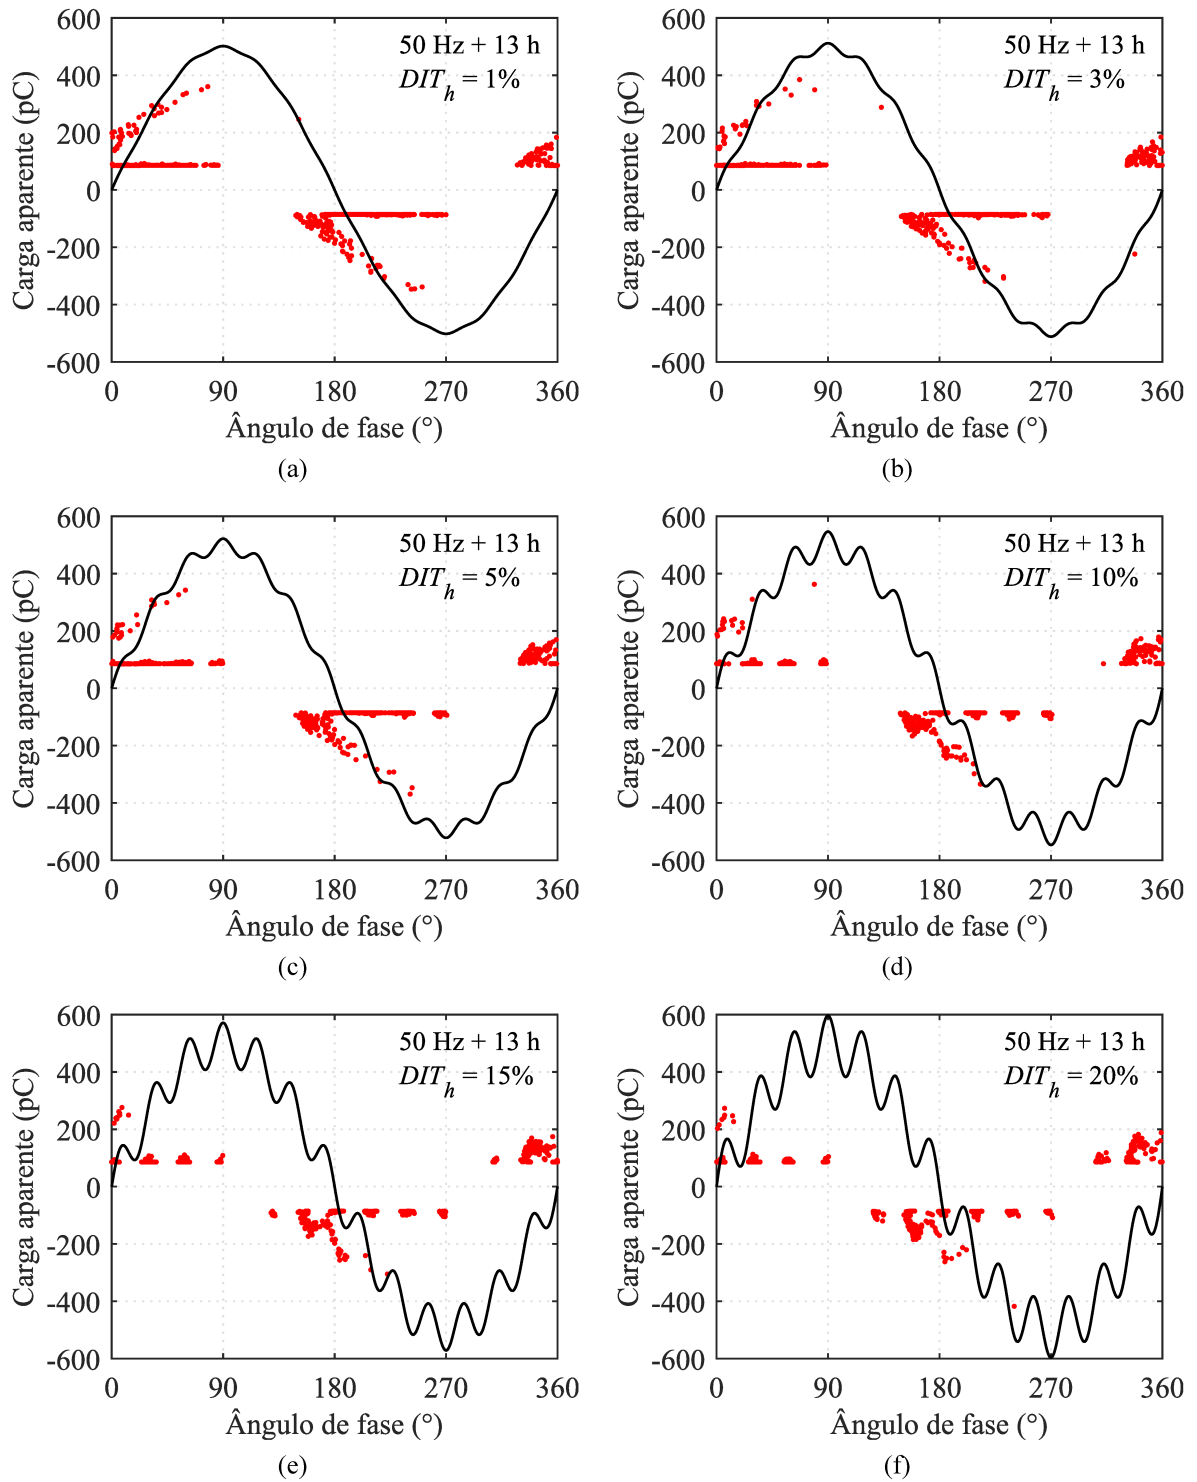 600
400
200
0
-200
-400
-600
Carga aparente (pC)
50 Hz + 13 h
DIT_h = 1%
0 90 180 270 360
Ângulo de fase (°)
(a)
600
400
200
0
-200
-400
-600
Carga aparente (pC)
50 Hz + 13 h
DIT_h = 3%
0 90 180 270 360
Ângulo de fase (°)
(b)
600
400
200
0
-200
-400
-600
Carga aparente (pC)
50 Hz + 13 h
DIT_h = 5%
0 90 180 270 360
Ângulo de fase (°)
(c)
600
400
200
0
-200
-400
-600
Carga aparente (pC)
50 Hz + 13 h
DIT_h = 10%
0 90 180 270 360
Ângulo de fase (°)
(d)
600
400
200
0
-200
-400
-600
Carga aparente (pC)
50 Hz + 13 h
DIT_h = 15%
0 90 180 270 360
Ângulo de fase (°)
(e)
600
400
200
0
-200
-400
-600
Carga aparente (pC)
50 Hz + 13 h
DIT_h = 20%
0 90 180 270 360
Ângulo de fase (°)
(f)